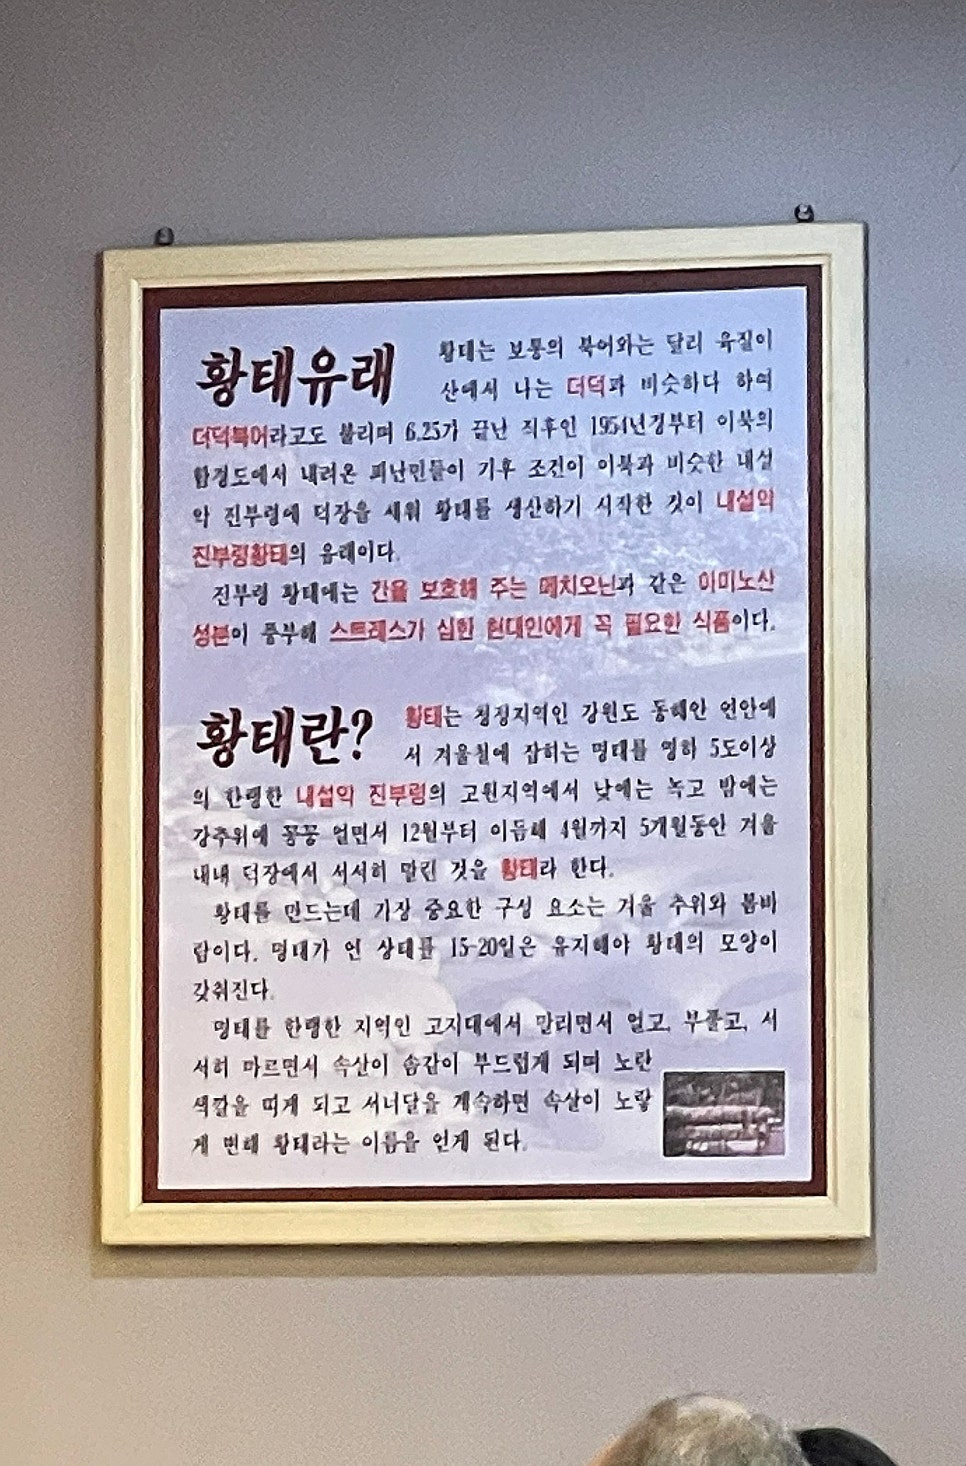 황태유래
황태는 보통의 북어와는 달리 육질이
산에서 나는 더덕과 비슷하다 하여
더덕북어라고도 불리며 6.25가 끝난 직후인 1954년경부터 이북의
함경도에서 내려온 피난민들이 기후 조건이 이북과 비슷한 내설
악 진부령에 덕장을 세워 황태를 생산하기 시작한 것이 내설악
진부령황태의 유래이다.
진부령 황태에는 간을 보호해 주는 메치오닌과 같은 아미노산
성분이 풍부해 스트레스가 심한 현대인에게 꼭 필요한 식품이다.
황태란?
황태는 청정지역인 강원도 동해안 연안에
서 겨울철에 잡히는 명태를 영하 5도이상
의 한랭한 내설악 진부령의 고원지역에서 낮에는 녹고 밤에는
강추위에 꽁꽁 얼면서 12월부터 이듬해 4월까지 5개월동안 겨울
내내 덕장에서 서서히 말린 것을 황태라 한다.
황태를 만드는데 가장 중요한 구성 요소는 겨울 추위와 봄바
람이다. 명태가 언 상태를 15-20일은 유지해야 황태의 모양이
갖춰진다.
명태를 한랭한 지역인 고지대에서 말리면서 얼고, 부풀고, 서
서히 마르면서 속살이 솜같이 부드럽게 되며 노란
색깔을 띠게 되고 서너달을 계속하면 속살이 노랗
게 변해 황태라는 이름을 얻게 된다.